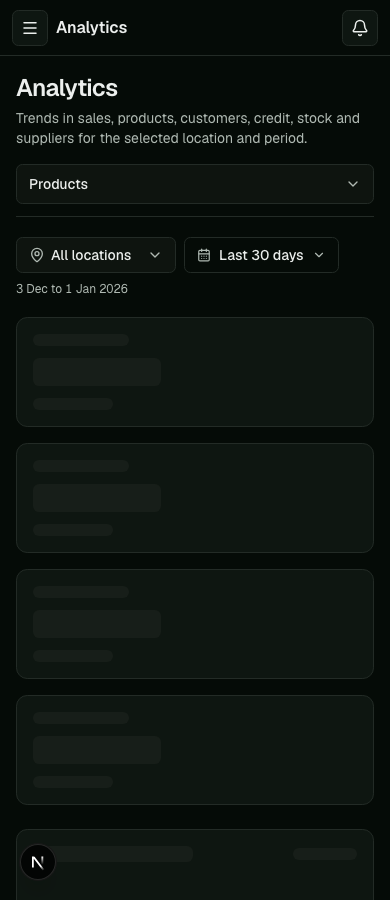 Analytics
Analytics
Trends in sales, products, customers, credit, stock and
suppliers for the selected location and period.
Products
All locations
Last 30 days
3 Dec to 1 Jan 2026
N